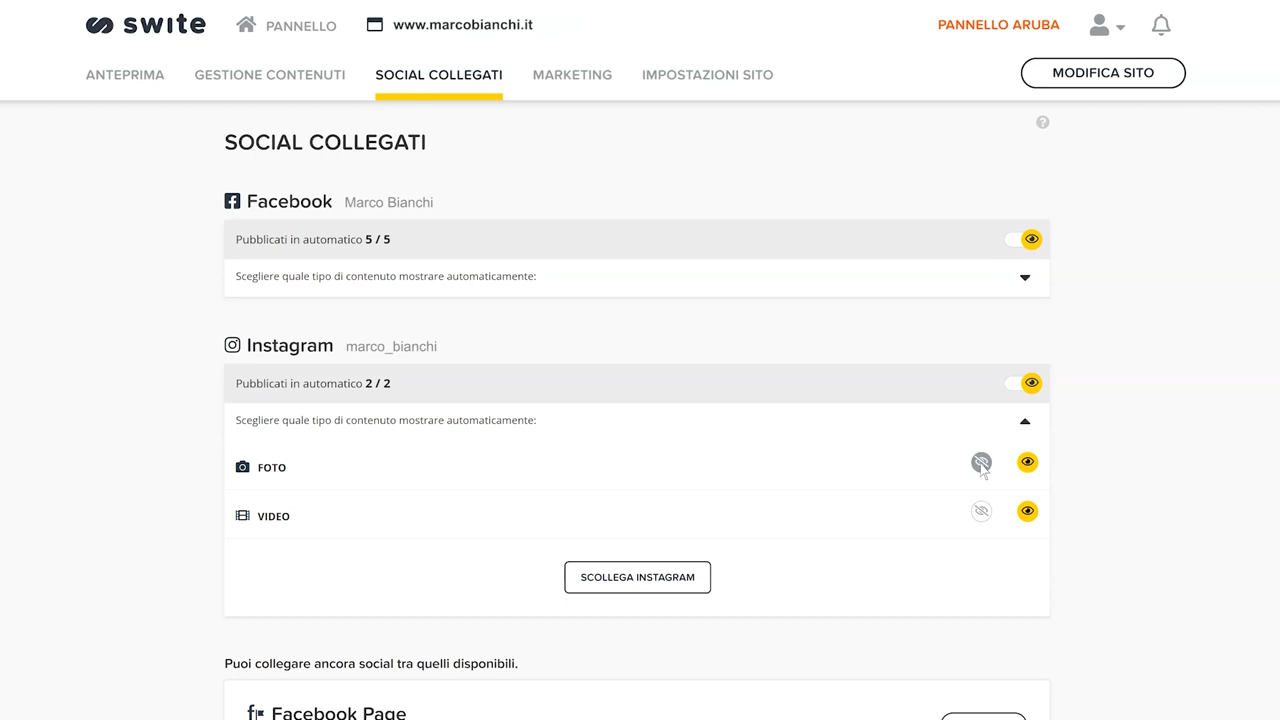 swite PANNELLO www.marcobianchi.it PANNELLO ARUBA
ANTEPRIMA GESTIONE CONTENUTI SOCIAL COLLEGATI MARKETING IMPOSTAZIONI SITO MODIFICA SITO
?
SOCIAL COLLEGATI
Facebook Marco Bianchi
Pubblicati in automatico 5 / 5
Scegliere quale tipo di contenuto mostrare automaticamente:
Instagram marco_bianchi
Pubblicati in automatico 2 / 2
Scegliere quale tipo di contenuto mostrare automaticamente:
FOTO
VIDEO
SCOLLEGA INSTAGRAM
Puoi collegare ancora social tra quelli disponibili.
Facebook Page